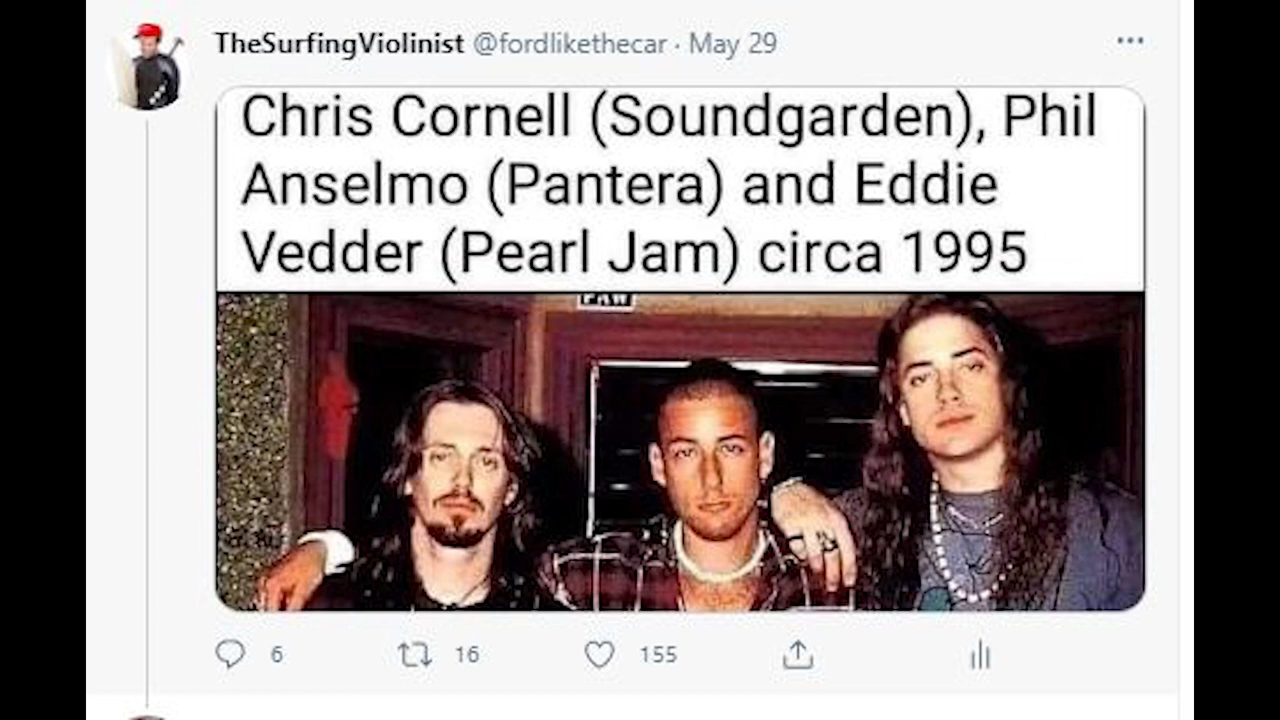 TheSurfingViolinist @fordlikethecar · May 29
Chris Cornell (Soundgarden), Phil
Anselmo (Pantera) and Eddie
Vedder (Pearl Jam) circa 1995
6 16 155